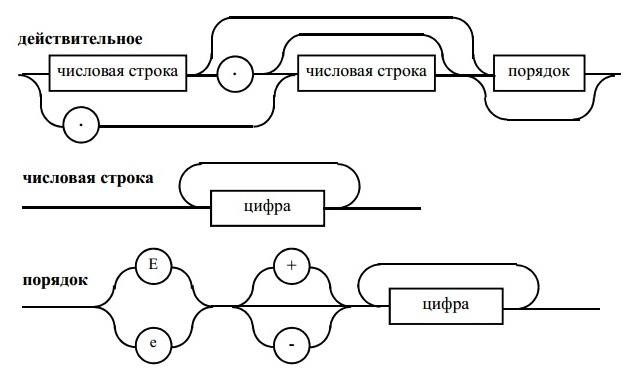 действительное
числовая строка . числовая строка порядок
.
числовая строка
цифра
E +
порядок
цифра
e -